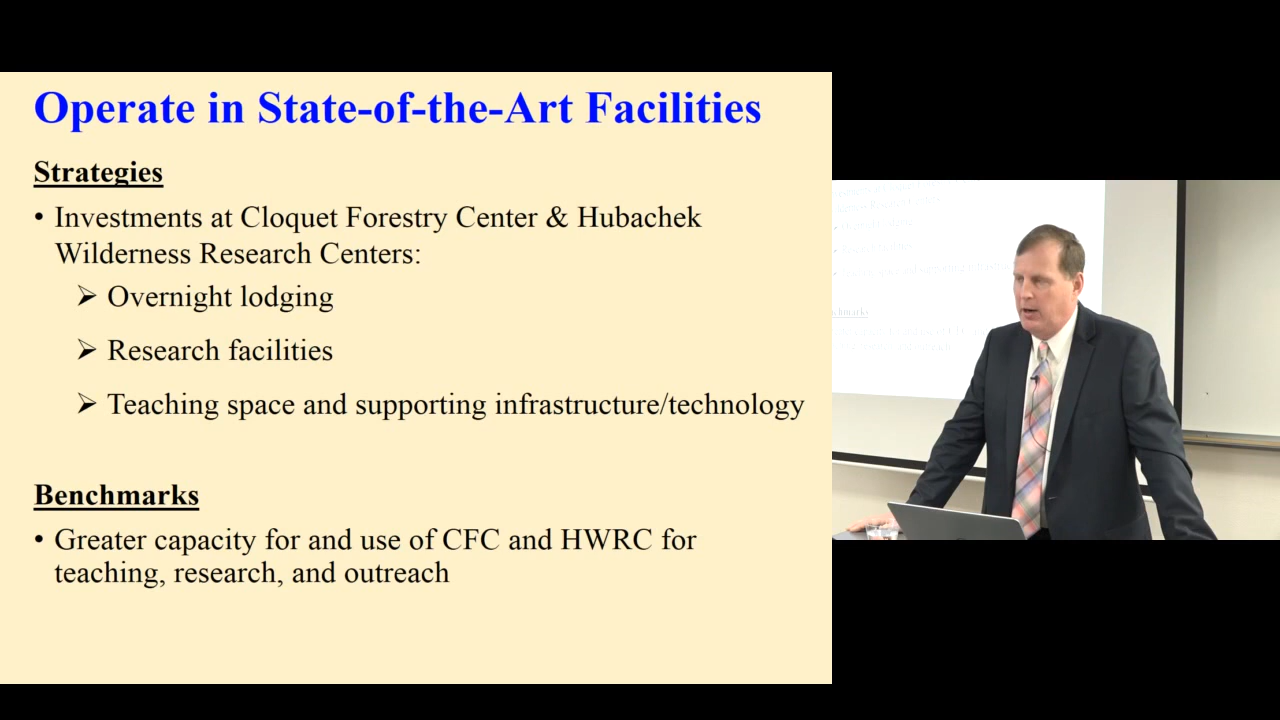 Operate in State-of-the-Art Facilities
Strategies
• Investments at Cloquet Forestry Center & Hubachek
Wilderness Research Centers:
➢ Overnight lodging
➢ Research facilities
➢ Teaching space and supporting infrastructure/technology
Benchmarks
• Greater capacity for and use of CFC and HWRC for
teaching, research, and outreach